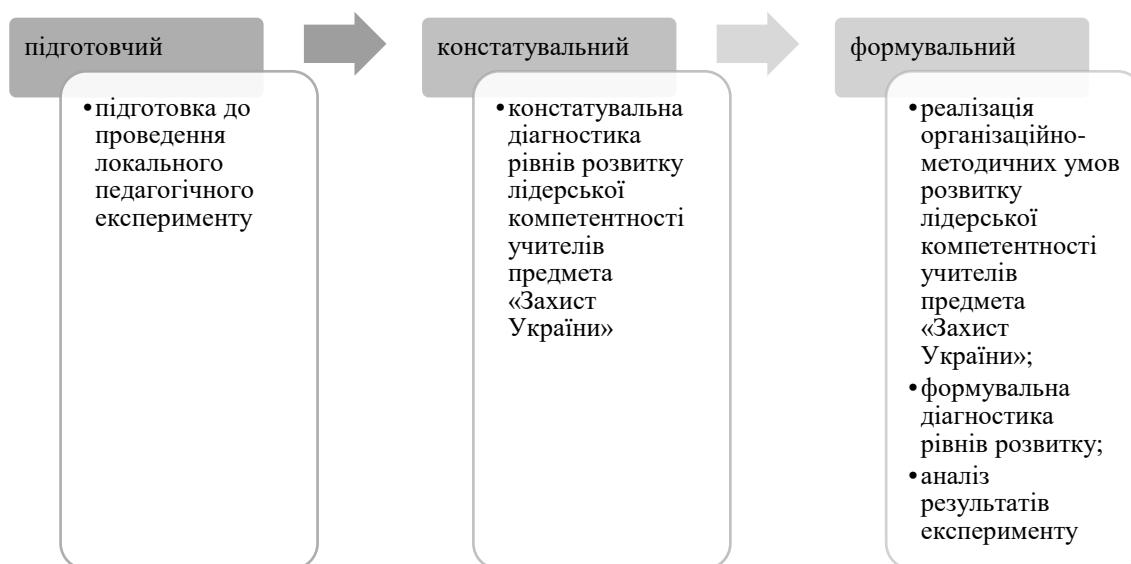 підготовчий
•підготовка до
проведення
локального
педагогічного
експерименту
констатувальний
•констатувальна
діагностика
рівнів розвитку
лідерської
компетентності
учителів
предмета
«Захист
України»
формувальний
•реалізація
організаційно-
методичних умов
розвитку
лідерської
компетентності
учителів
предмета
«Захист
України»;
•формувальна
діагностика
рівнів розвитку;
•аналіз
результатів
експерименту